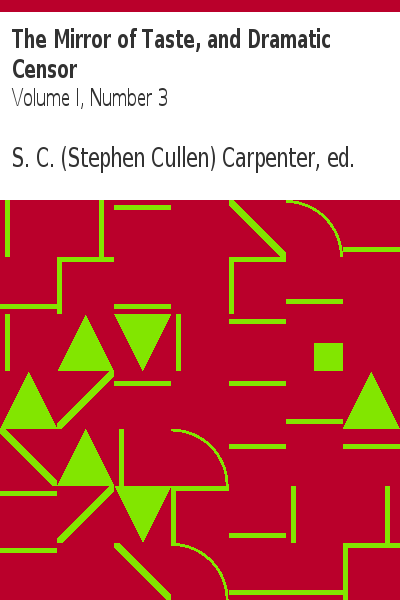 The Mirror of Taste, and Dramatic
Censor
Volume I, Number 3
S. C. (Stephen Cullen) Carpenter, ed.